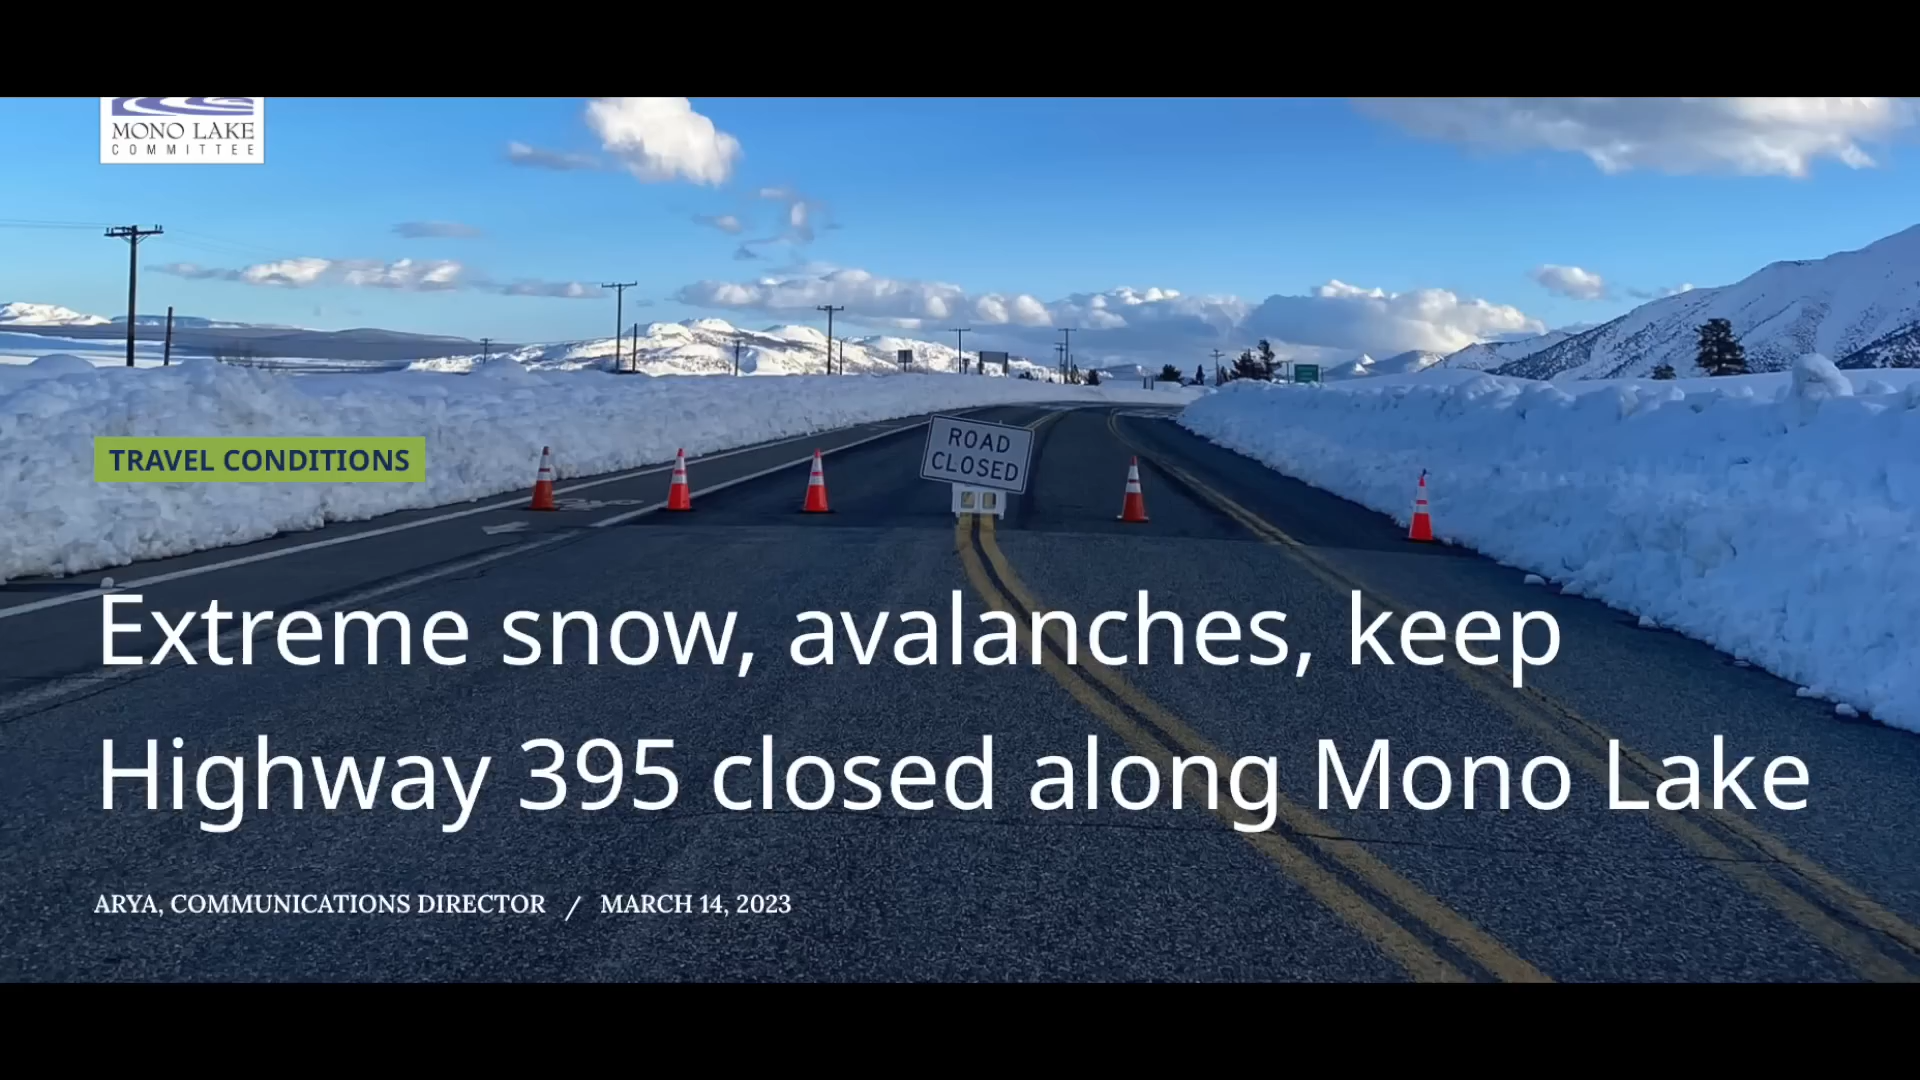 MONO LAKE
COMMITTEE
ROAD
CLOSED
TRAVEL CONDITIONS
Extreme snow, avalanches, keep
Highway 395 closed along Mono Lake
ARYA, COMMUNICATIONS DIRECTOR / MARCH 14, 2023